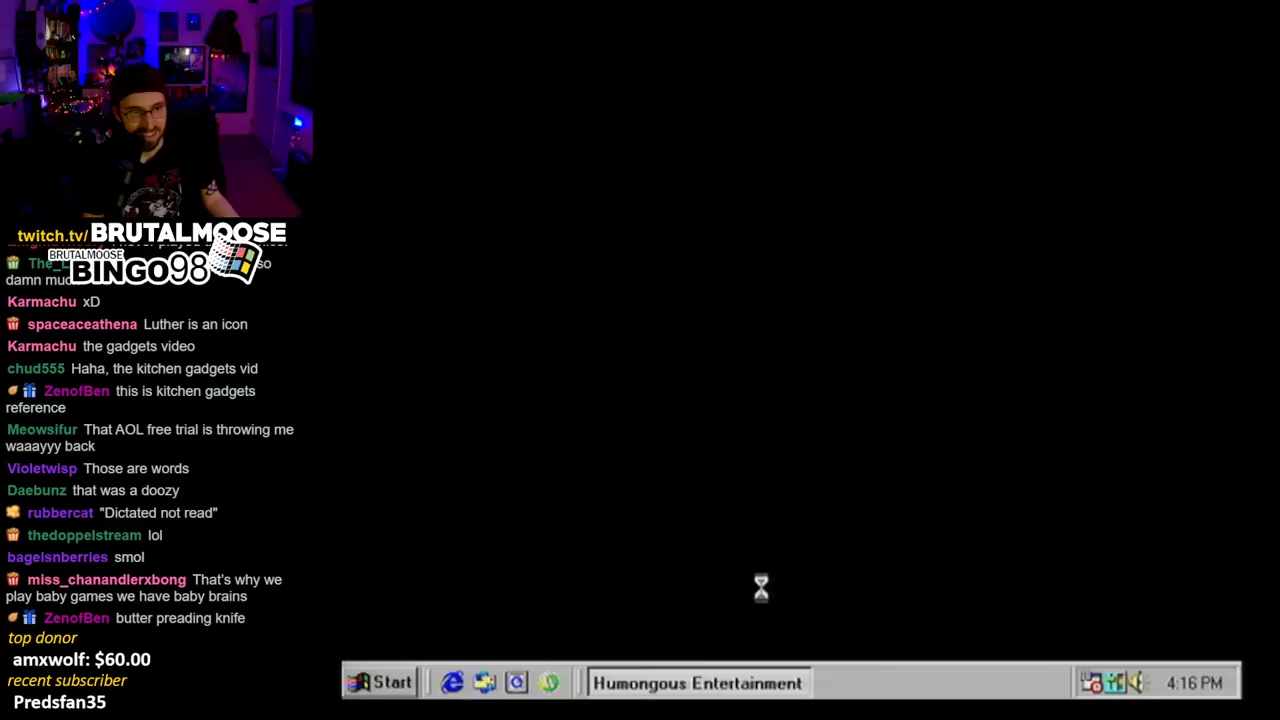 twitch.tv/BRUTALMOOSE
BRUTALMOOSE
BINGO98
so
damn
Karmachu xD
spaceaceathena Luther is an icon
Karmachu the gadgets video
chud555 Haha, the kitchen gadgets vid
ZenofBen this is kitchen gadgets
reference
Meowsifur That AOL free trial is throwing me
waaayyy back
Violetwisp Those are words
Daebunz that was a doozy
rubbercat "Dictated not read"
thedoppelstream lol
bagelsnberries smol
miss_chanandlerxbong That's why we
play baby games we have baby brains
ZenofBen butter preading knife
top donor
amxwolf: $60.00
recent subscriber
Predsfan35
Start
Humongous Entertainment
4:16 PM